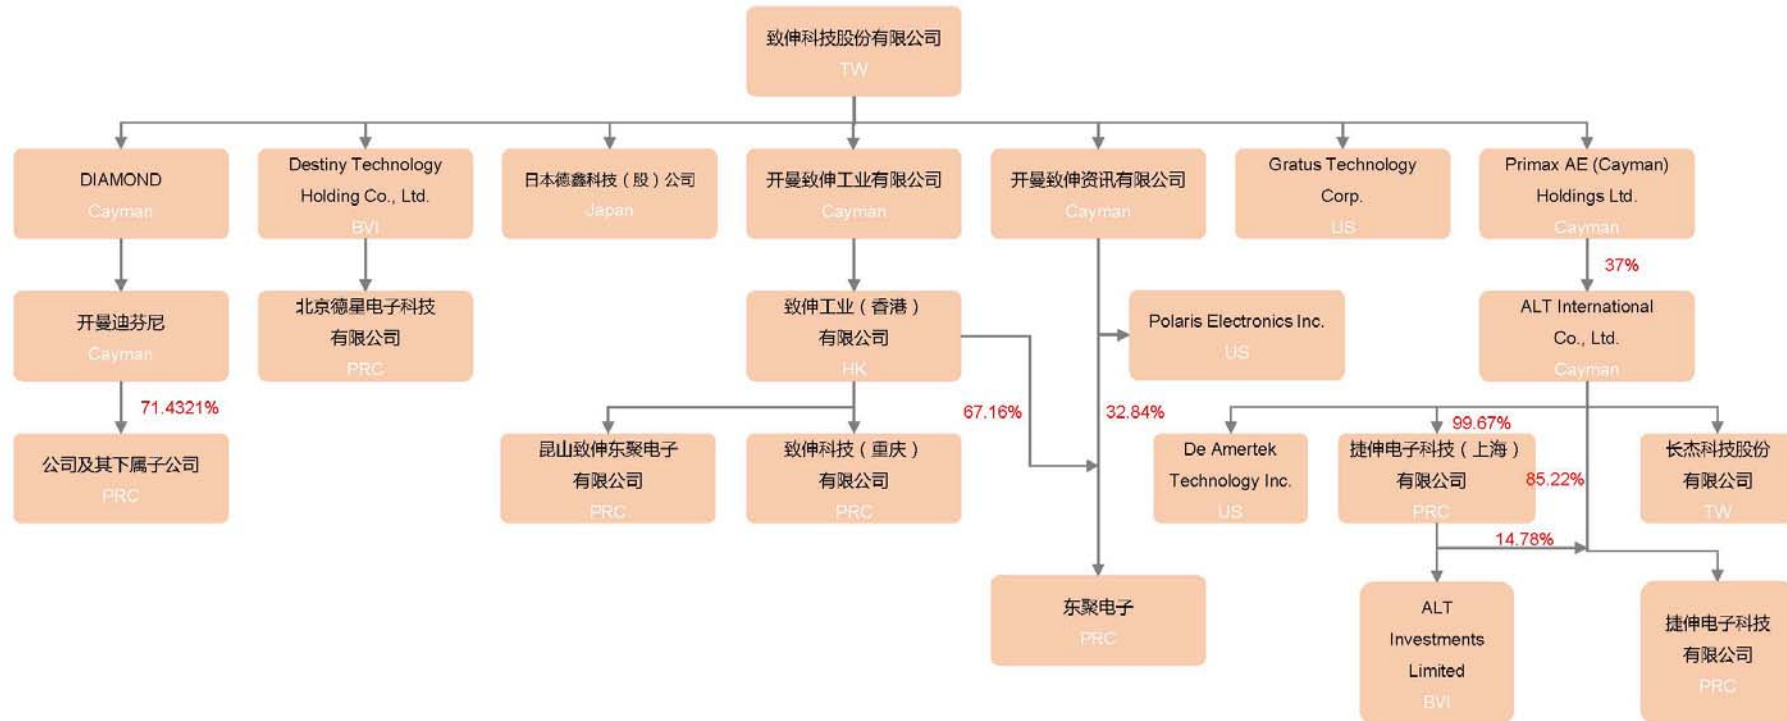 致伸科技股份有限公司
TW
DIAMOND
Cayman
Destiny Technology
Holding Co., Ltd.
BVI
日本德鑫科技（股）公司
Japan
开曼致伸工业有限公司
Cayman
开曼致伸资讯有限公司
Cayman
Gratus Technology
Corp.
US
Primax AE (Cayman)
Holdings Ltd.
Cayman
37%
开曼迪芬尼
Cayman
北京德星电子科技
有限公司
PRC
致伸工业（香港）
有限公司
HK
Polaris Electronics Inc.
US
ALT International
Co., Ltd.
Cayman
71.4321%
67.16%
32.84%
99.67%
公司及其下属子公司
PRC
昆山致伸东聚电子
有限公司
PRC
致伸科技（重庆）
有限公司
PRC
De Amertek
Technology Inc.
US
捷伸电子科技（上海）
有限公司
PRC
85.22%
长杰科技股份
有限公司
TW
14.78%
东聚电子
PRC
ALT
Investments
Limited
BVI
捷伸电子科技
有限公司
PRC